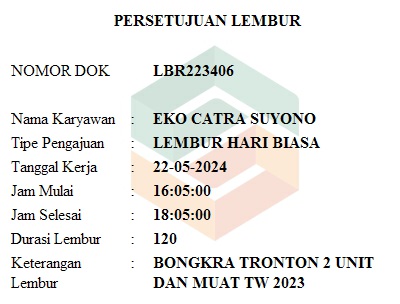 PERSETUJUAN LEMBUR
NOMOR DOK LBR223406
Nama Karyawan : EKO CATRA SUYONO
Tipe Pengajuan : LEMBUR HARI BIASA
Tanggal Kerja : 22-05-2024
Jam Mulai : 16:05:00
Jam Selesai : 18:05:00
Durasi Lembur : 120
Keterangan : BONGKRA TRONTON 2 UNIT
Lembur DAN MUAT TW 2023